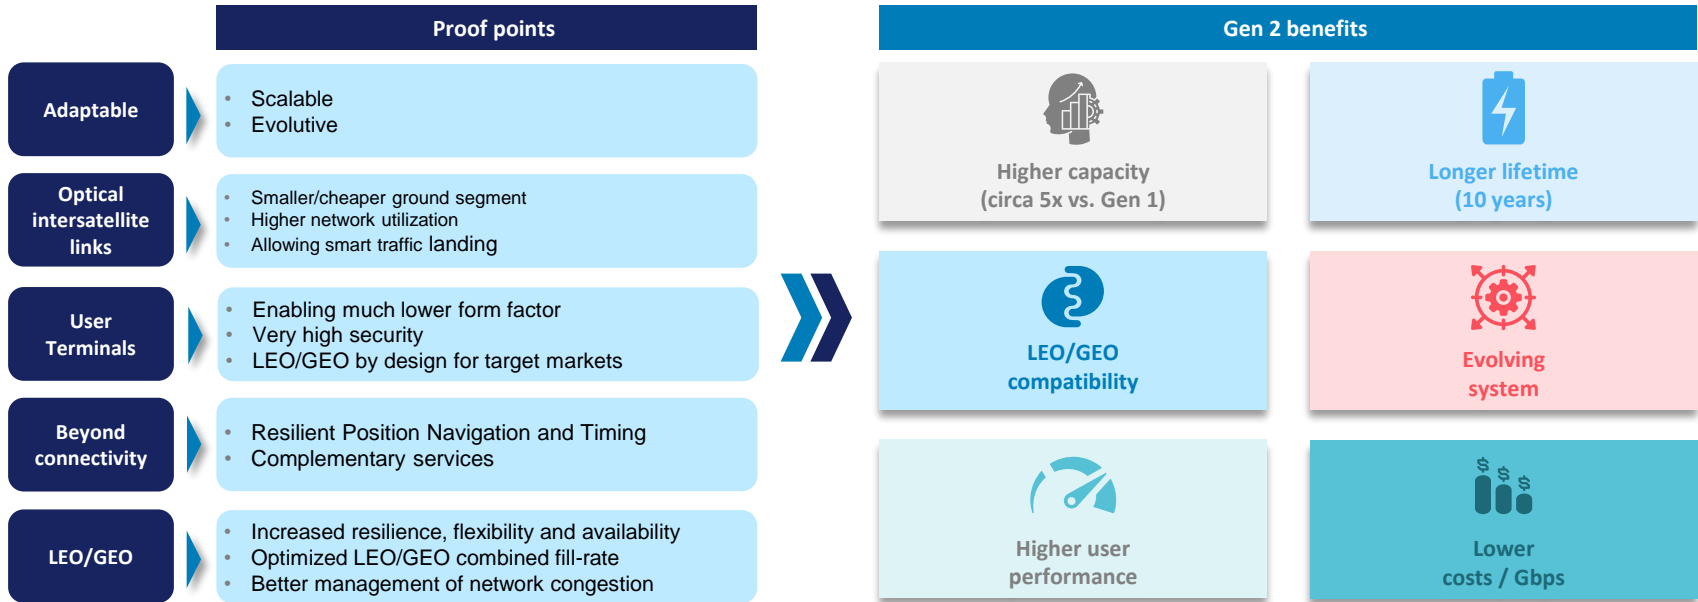 Proof points
Adaptable
• Scalable
• Evolutive
Optical
intersatellite
links
• Smaller/cheaper ground segment
• Higher network utilization
• Allowing smart traffic landing
User
Terminals
• Enabling much lower form factor
• Very high security
• LEO/GEO by design for target markets
Beyond
connectivity
• Resilient Position Navigation and Timing
• Complementary services
LEO/GEO
• Increased resilience, flexibility and availability
• Optimized LEO/GEO combined fill-rate
• Better management of network congestion
Gen 2 benefits
Higher capacity
(circa 5x vs. Gen 1)
Longer lifetime
(10 years)
LEO/GEO
compatibility
Evolving
system
Higher user
performance
$ $ $
Lower
costs / Gbps